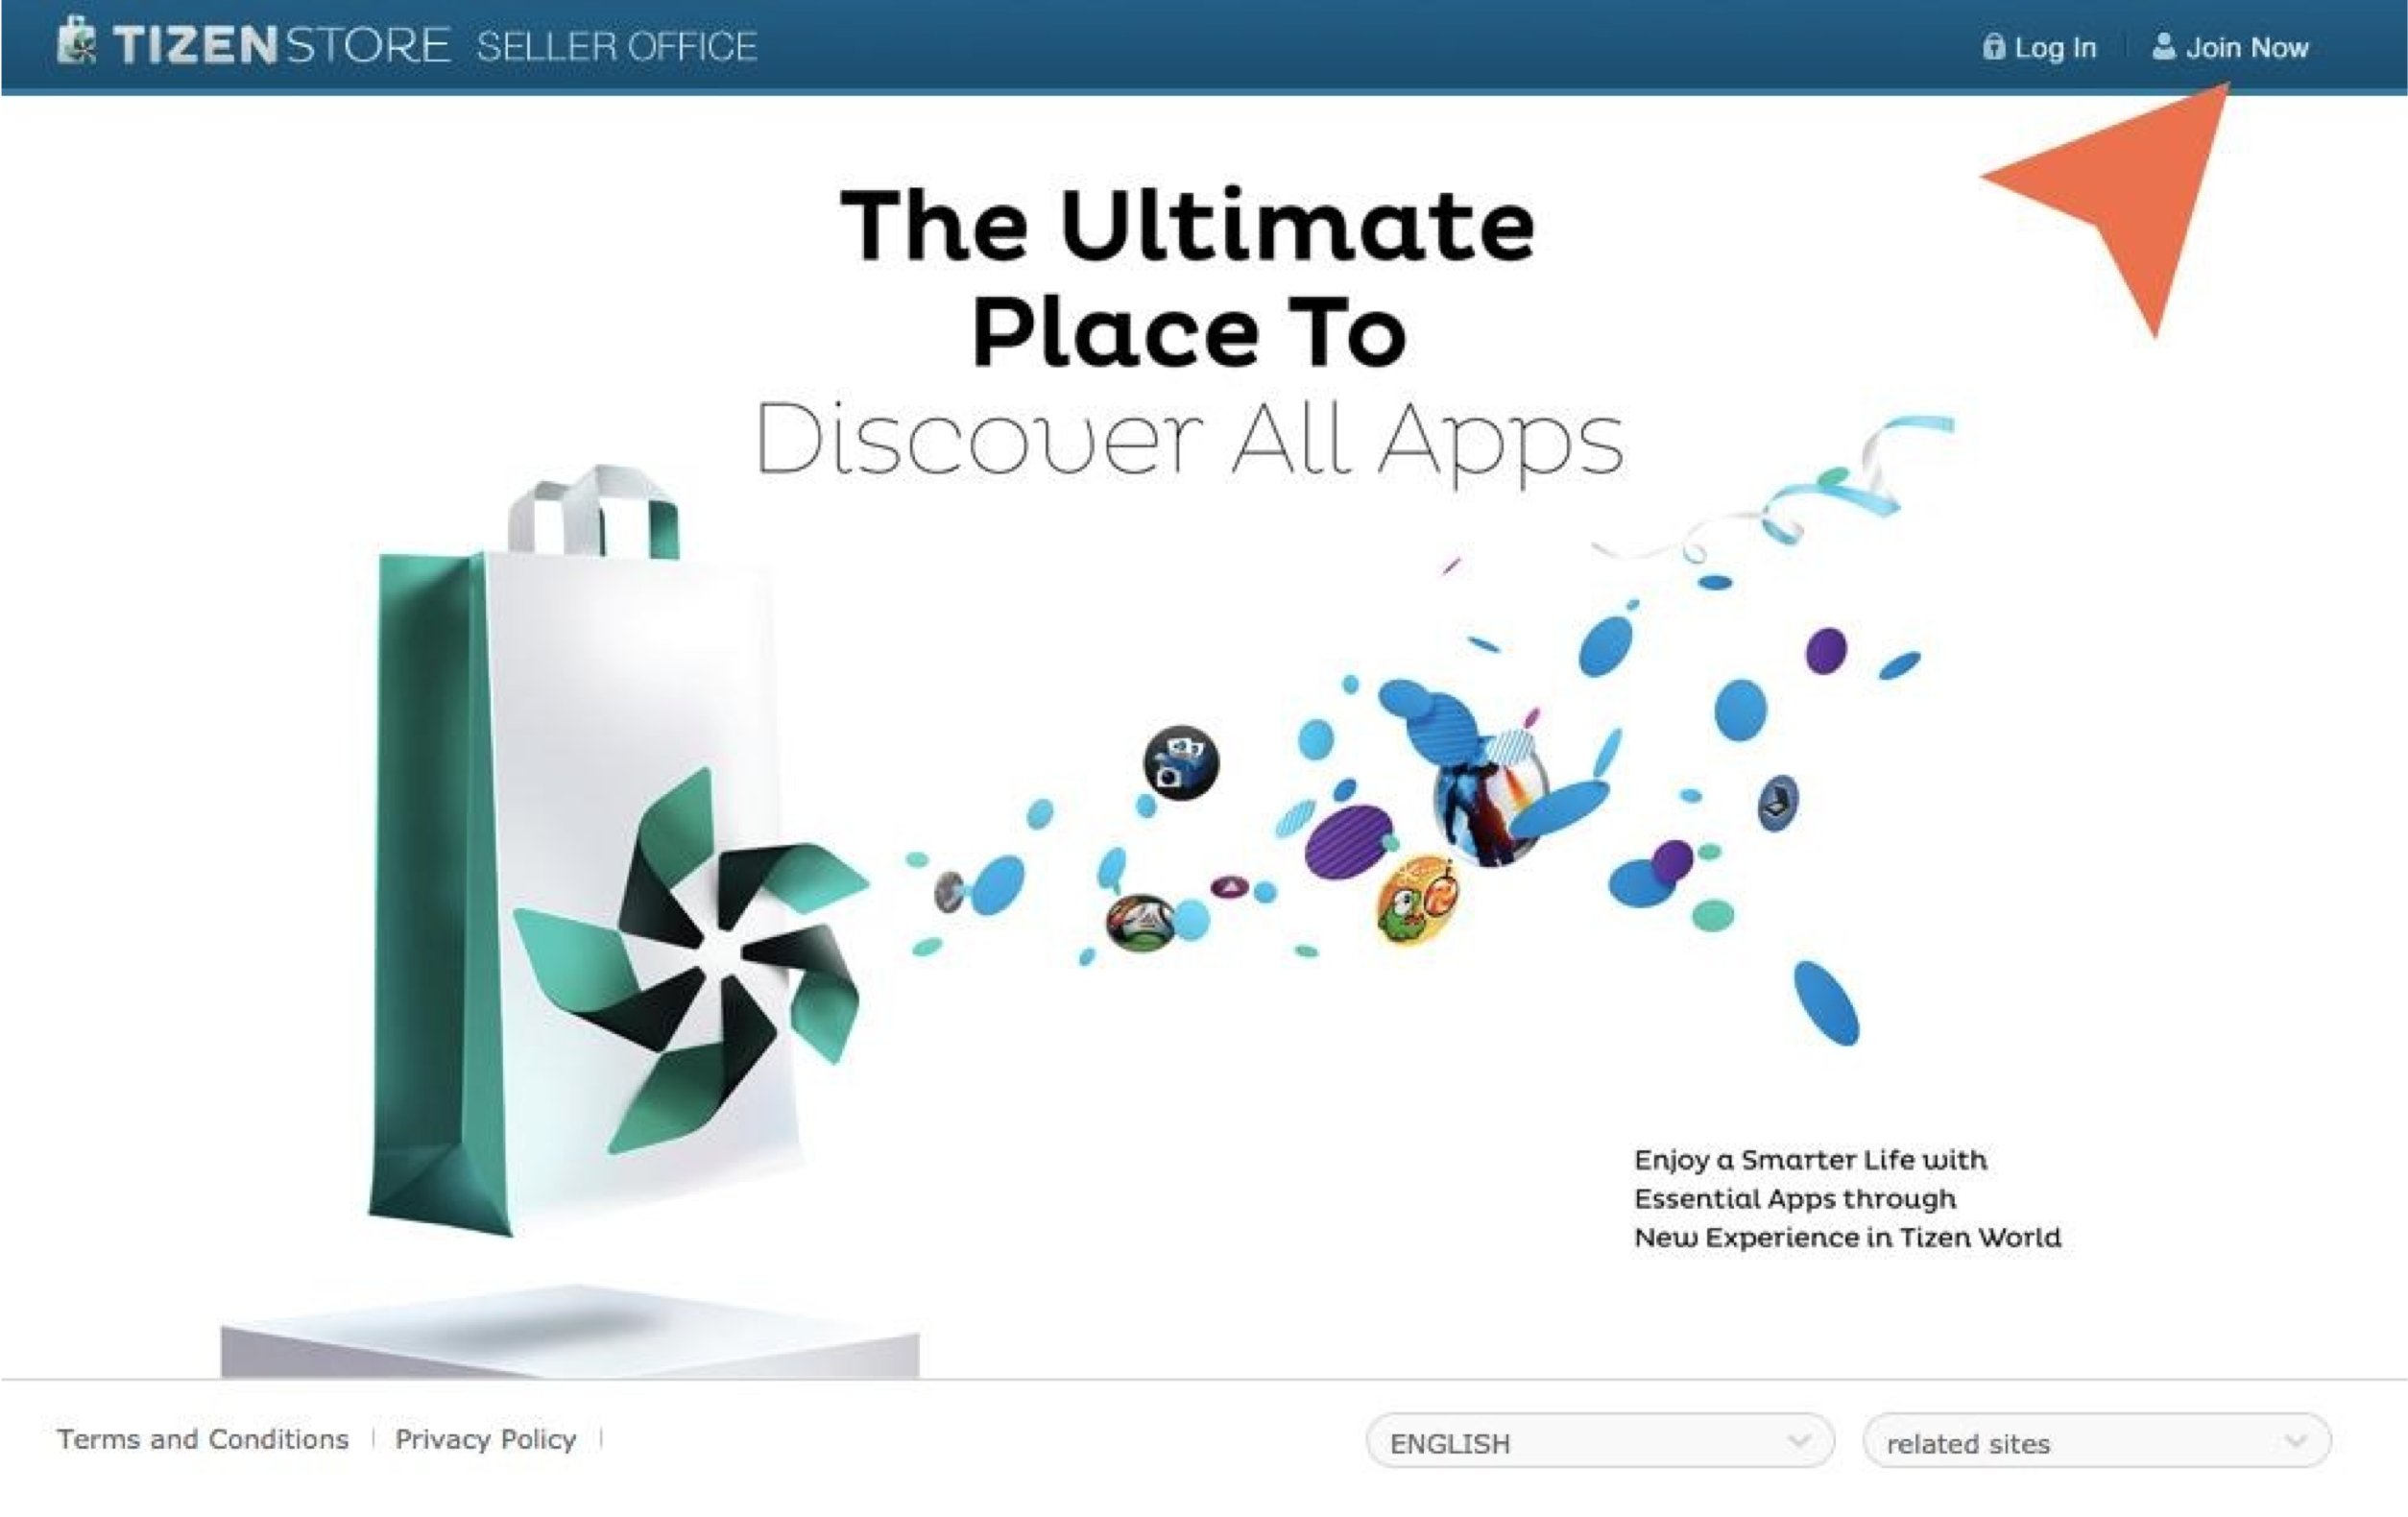 TIZEN STORE SELLER OFFICE
Log In
Join Now
The Ultimate
Place To
Discover All Apps
Enjoy a Smarter Life with
Essential Apps through
New Experience in Tizen World
Terms and Conditions
Privacy Policy
ENGLISH
related sites